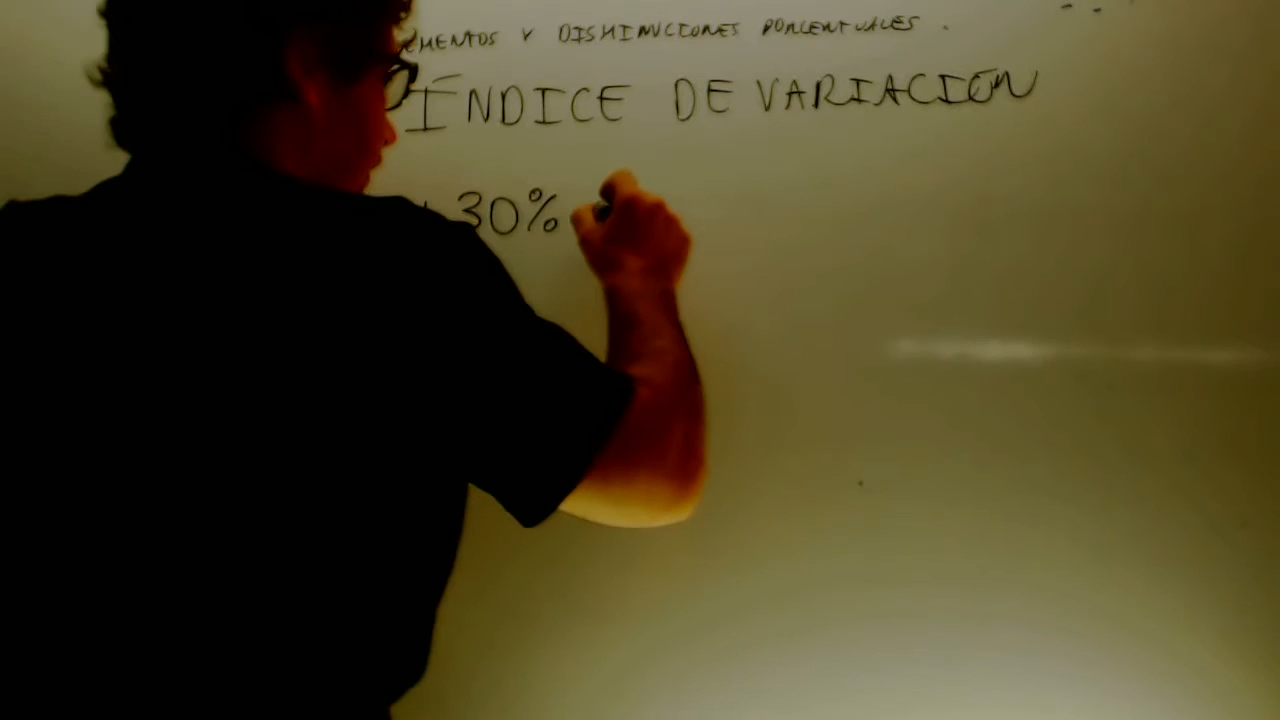 MENTOS Y DISMINUCIONES PORCENTUALES.
ÍNDICE DE VARIACIÓN
30%